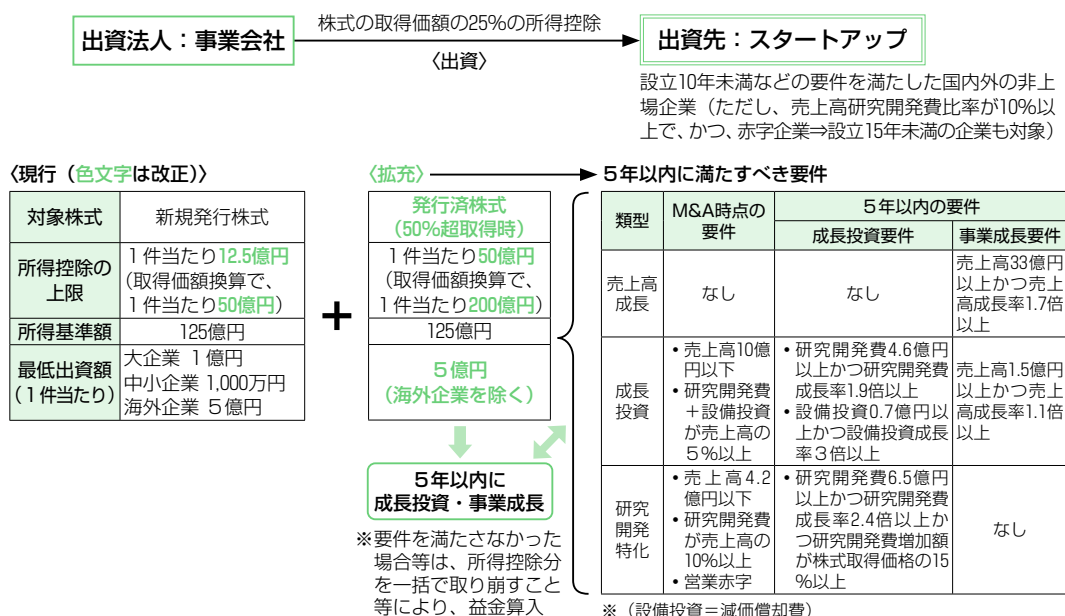 株式の取得価額の25%の所得控除
出資法人：事業会社
〈出資〉
出資先：スタートアップ
設立10年未満などの要件を満たした国内外の非上
場企業（ただし、売上高研究開発費比率が10%以
上で、かつ、赤字企業⇒設立15年未満の企業も対象）
〈現行（色文字は改正）〉
対象株式
新規発行株式
所得控除の
上限
1件当たり12.5億円
（取得価額換算で、
1件当たり50億円）
所得基準額
125億円
最低出資額
（1件当たり）
大企業 1億円
中小企業 1,000万円
海外企業 5億円
＋
〈拡充〉
発行済株式
（50%超取得時）
1件当たり50億円
（取得価額換算で、
1件当たり200億円）
125億円
5億円
（海外企業を除く）
5年以内に
成長投資・事業成長
※要件を満たさなかった
場合等は、所得控除分
を一括で取り崩すこと
等により、益金算入
5年以内に満たすべき要件
類型
M&A時点の
要件
5年以内の要件
成長投資要件
事業成長要件
売上高
成長
なし
なし
売上高33億円
以上かつ売上
高成長率1.7倍
以上
成長
投資
• 売上高10億
円以下
• 研究開発費
＋設備投資
が売上高の
5%以上
• 研究開発費4.6億円
以上かつ研究開発費
成長率1.9倍以上
• 設備投資0.7億円以
上かつ設備投資成長
率3倍以上
売上高1.5億円
以上かつ売上
高成長率1.1倍
以上
研究
開発
特化
• 売上高4.2
億円以下
• 研究開発費
が売上高の
10%以上
• 営業赤字
• 研究開発費6.5億円
以上かつ研究開発費
成長率2.4倍以上か
つ研究開発費増加額
が株式取得価格の15
%以上
なし
※（設備投資＝減価償却費）